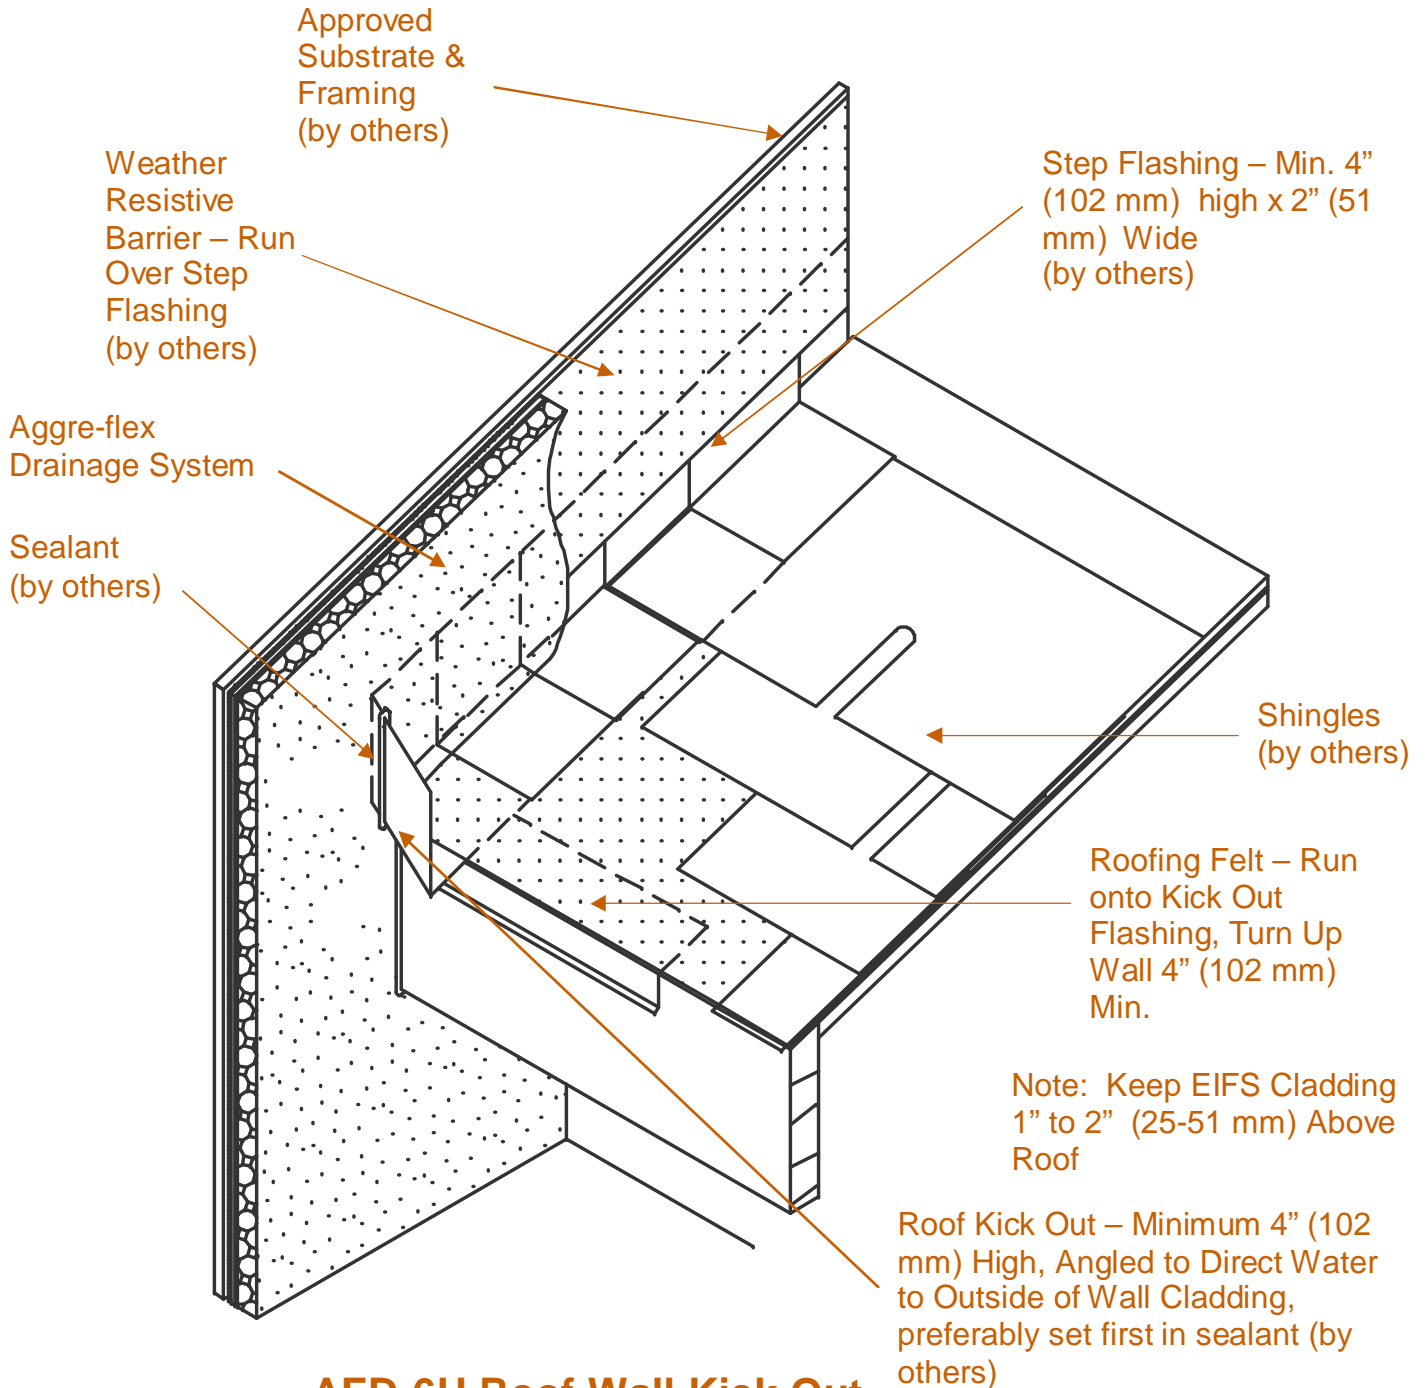 Approved
Substrate &
Framing
(by others)
Weather
Resistive
Barrier – Run
Over Step
Flashing
(by others)
Step Flashing – Min. 4”
(102 mm) high x 2” (51
mm) Wide
(by others)
Aggre-flex
Drainage System
Sealant
(by others)
Shingles
(by others)
Roofing Felt – Run
onto Kick Out
Flashing, Turn Up
Wall 4” (102 mm)
Min.
Note: Keep EIFS Cladding
1” to 2” (25-51 mm) Above
Roof
Roof Kick Out – Minimum 4” (102
mm) High, Angled to Direct Water
to Outside of Wall Cladding,
preferably set first in sealant (by
others)
Roof Wall Kick Out